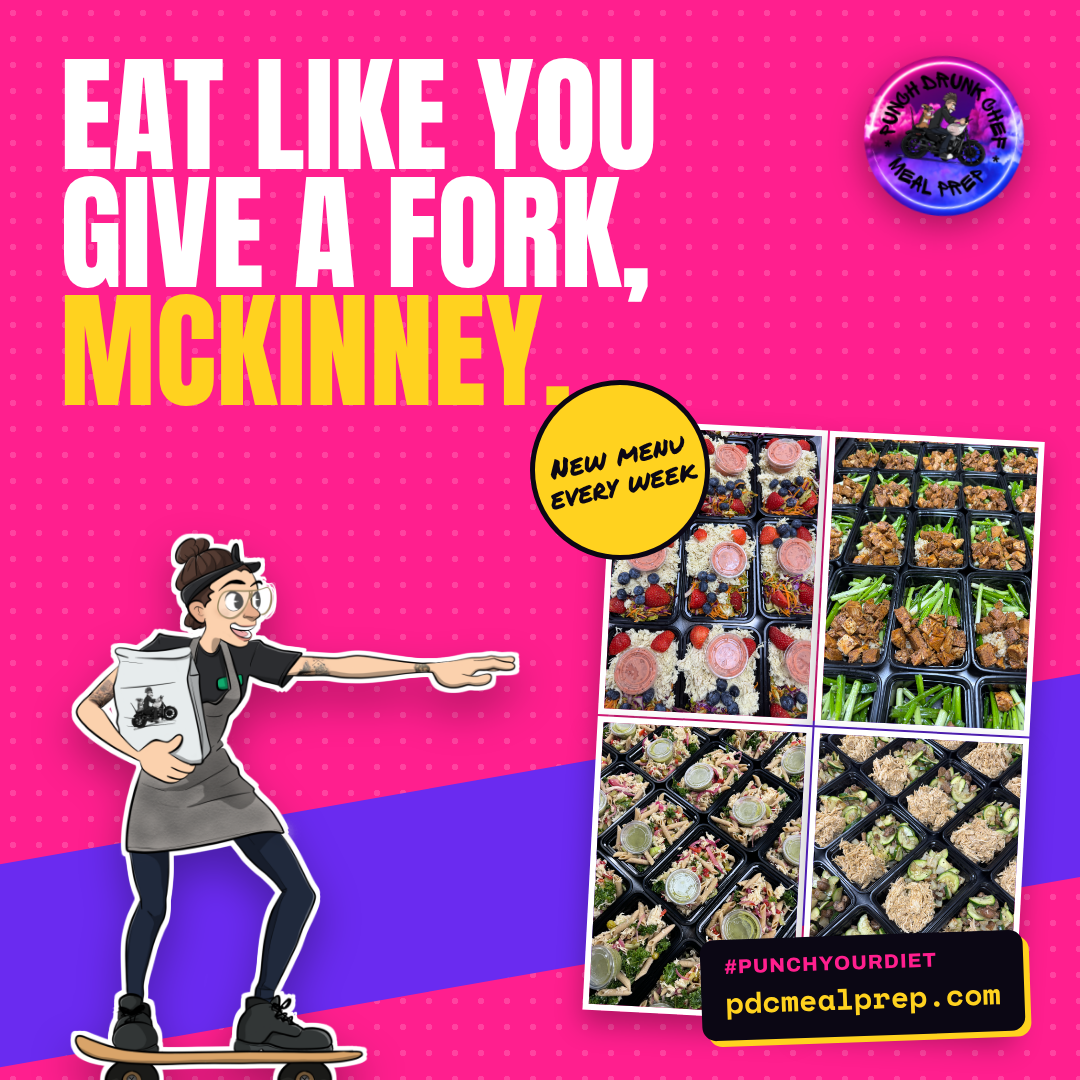 EAT LIKE YOU
GIVE A FORK,
MCKINNEY.
PUNCH DRUNK CHEF
MEAL PREP
NEW MENU
EVERY WEEK
#PUNCHYOURDIET
pdcmealprep.com